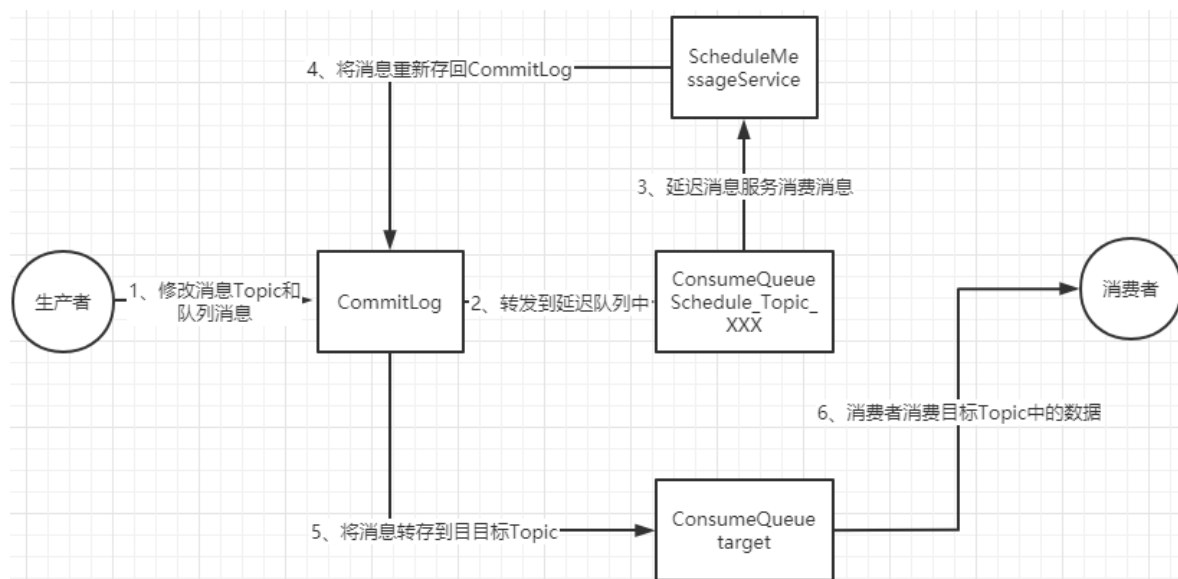 4、将消息重新存回CommitLog
ScheduleMe
ssageService
3、延迟消息服务消费消息
生产者
1、修改消息Topic和
队列消息
CommitLog
2、转发到延迟队列中
ConsumeQueue
Schedule_Topic_
XXX
消费者
6、消费者消费目标Topic中的数据
5、将消息转存到目目标Topic
ConsumeQueue
target